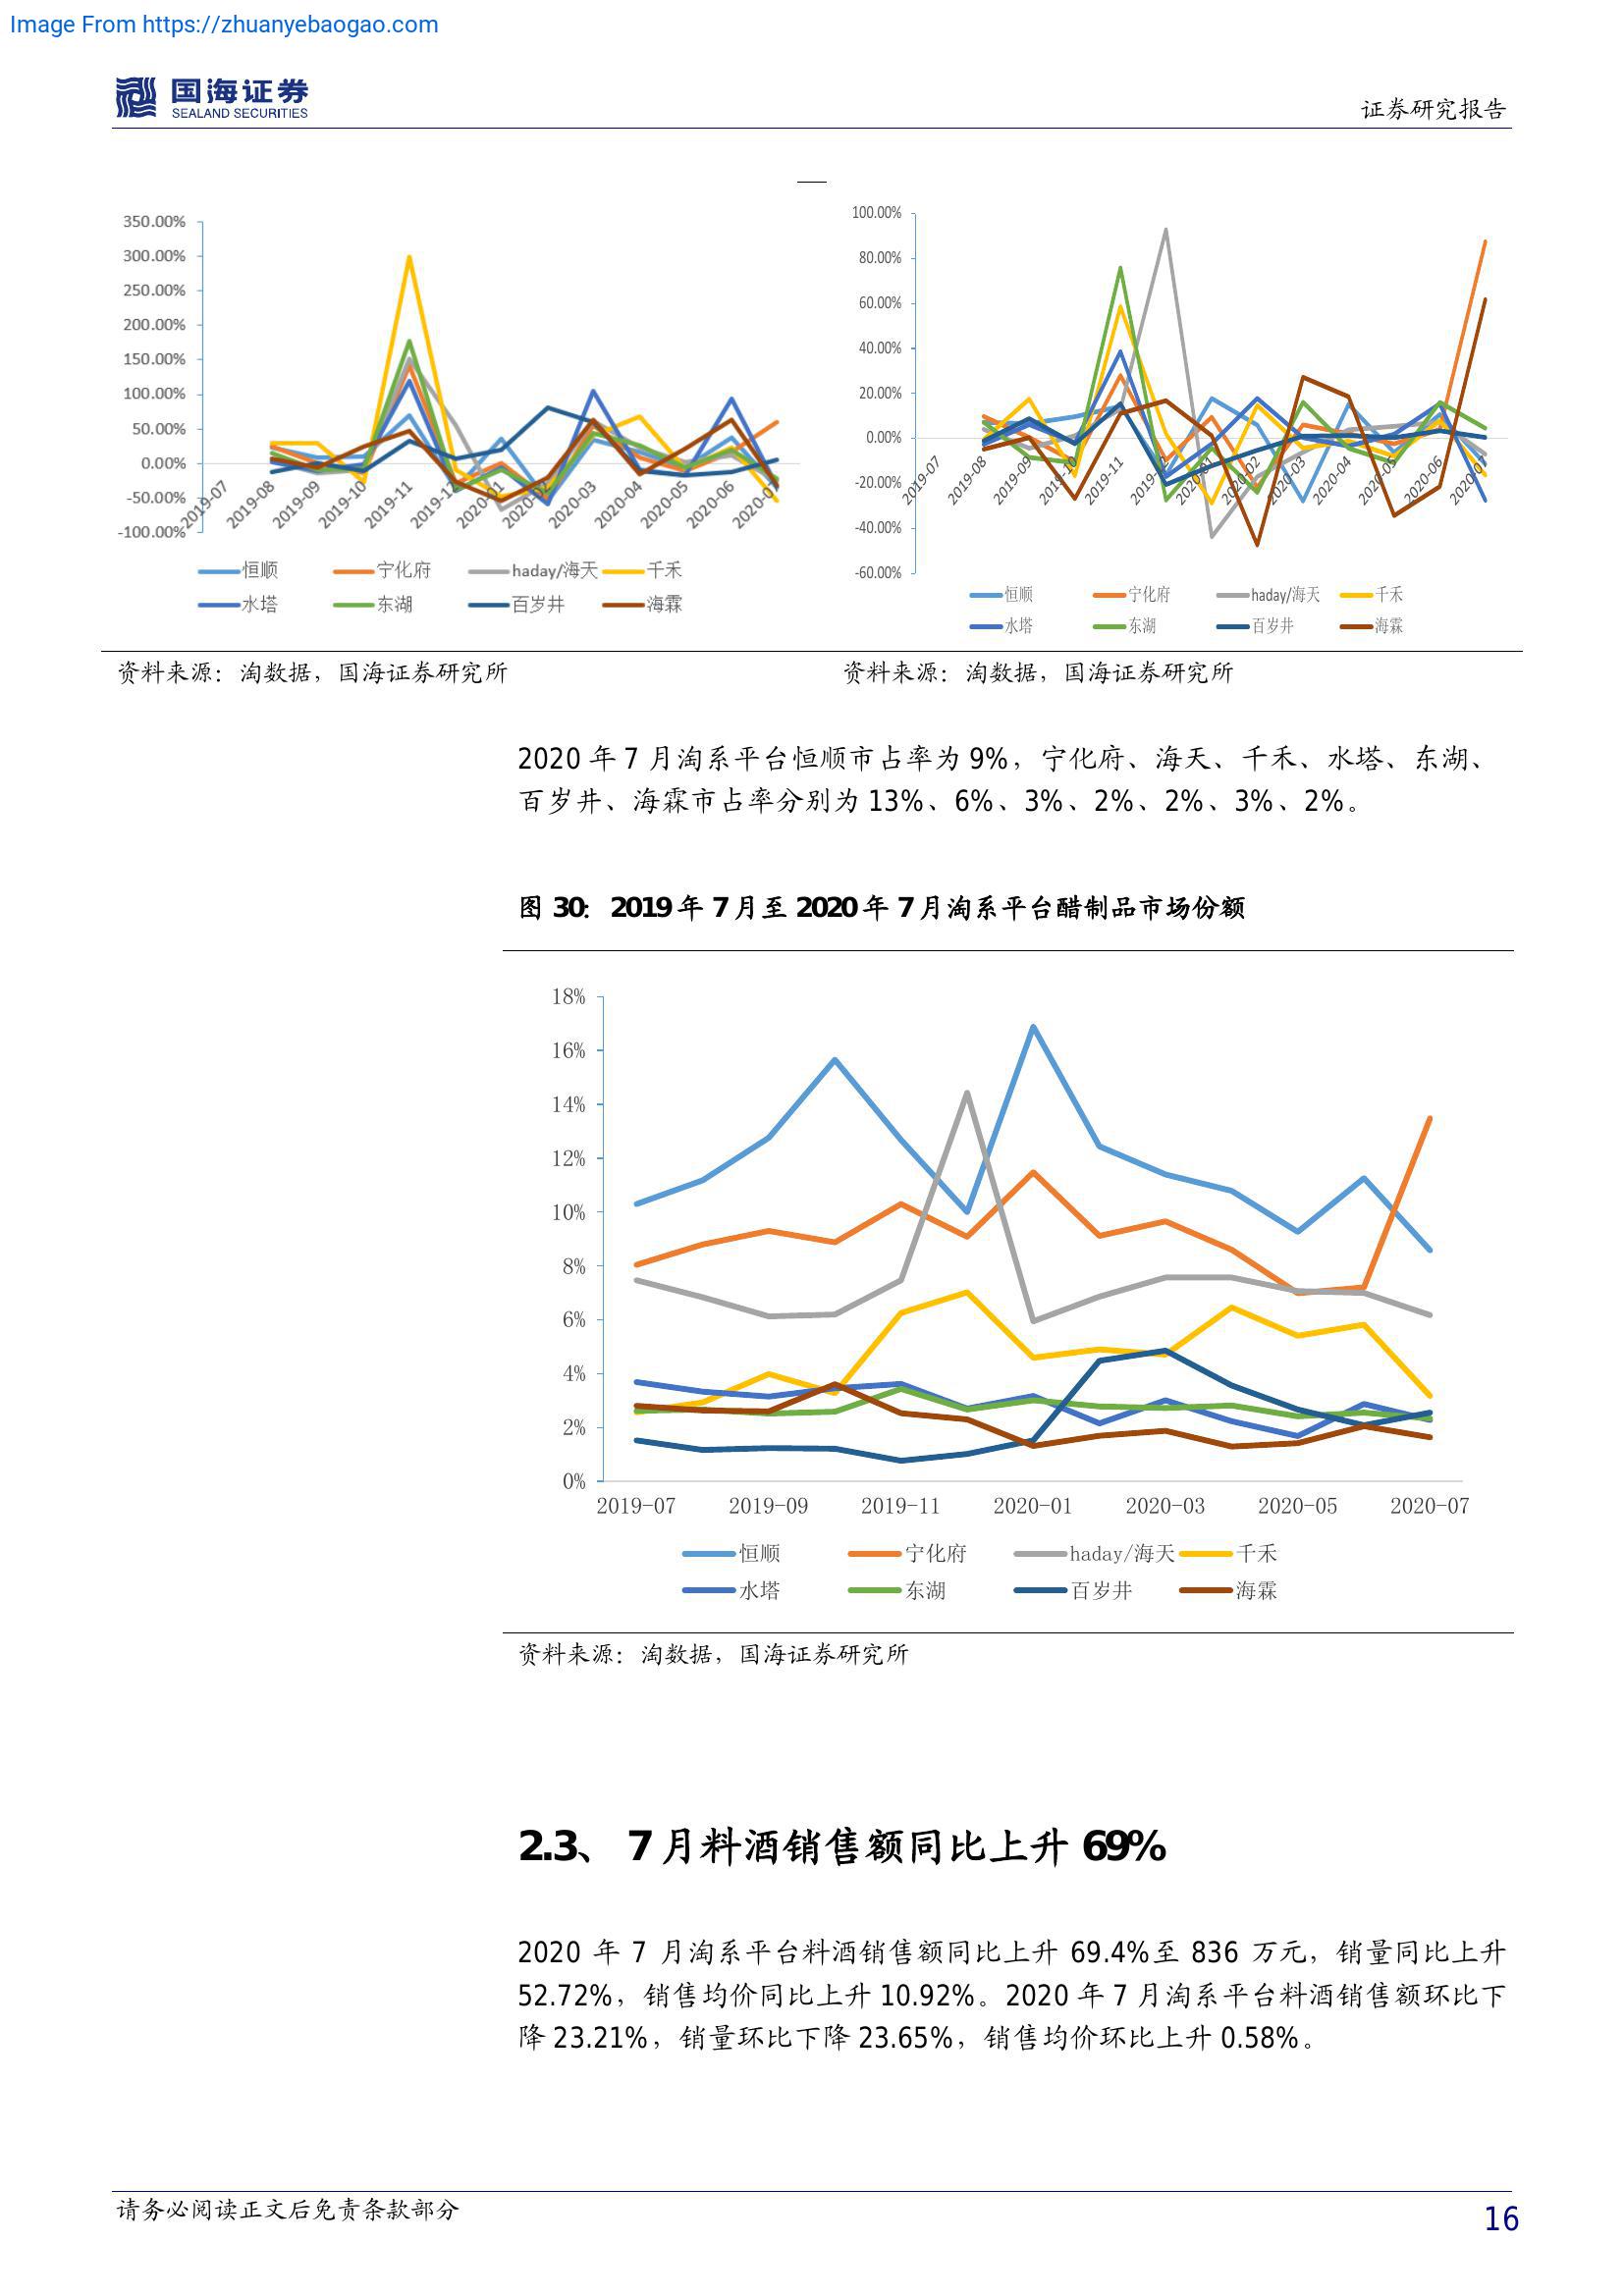 Image From https://zhuanyebaogao.com
国海证券
SEALAND SECURITIES
证券研究报告
350.00%
300.00%
250.00%
200.00%
150.00%
100.00%
50.00%
0.00%
-50.00%
-100.00%
2019-07
2019-08
2019-09
2019-10
2019-11
2019-12
2020-01
2020-02
2020-03
2020-04
2020-05
2020-06
2020-07
恒顺 宁化府 haday/海天 千禾
水塔 东湖 百岁井 海霖
100.00%
80.00%
60.00%
40.00%
20.00%
0.00%
-20.00%
-40.00%
-60.00%
2019-07
2019-08
2019-09
2019-10
2019-11
2019-12
2020-01
2020-02
2020-03
2020-04
2020-05
2020-06
2020-07
恒顺 宁化府 haday/海天 千禾
水塔 东湖 百岁井 海霖
资料来源：淘数据，国海证券研究所
资料来源：淘数据，国海证券研究所
2020 年 7 月淘系平台恒顺市占率为 9%，宁化府、海天、千禾、水塔、东湖、
百岁井、海霖市占率分别为 13%、6%、3%、2%、2%、3%、2%。
图 30：2019 年 7 月至 2020 年 7 月淘系平台醋制品市场份额
18%
16%
14%
12%
10%
8%
6%
4%
2%
0%
2019-07 2019-09 2019-11 2020-01 2020-03 2020-05 2020-07
恒顺 宁化府 haday/海天 千禾
水塔 东湖 百岁井 海霖
资料来源：淘数据，国海证券研究所
2.3、 7 月料酒销售额同比上升 69%
2020 年 7 月淘系平台料酒销售额同比上升 69.4%至 836 万元，销量同比上升
52.72%，销售均价同比上升 10.92%。2020 年 7 月淘系平台料酒销售额环比下
降 23.21%，销量环比下降 23.65%，销售均价环比上升 0.58%。
请务必阅读正文后免责条款部分
16